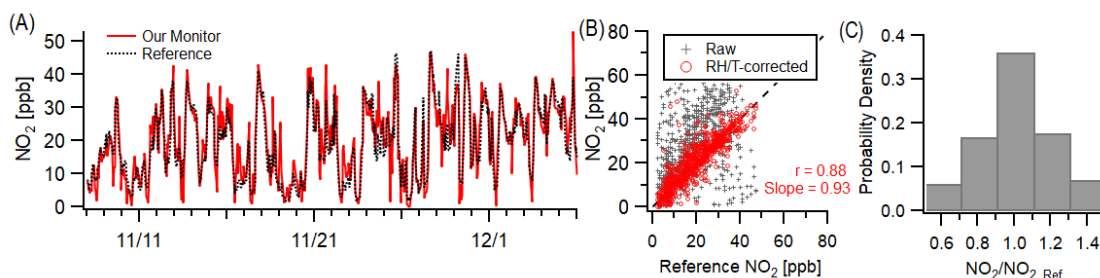 (A)
Our Monitor
Reference
NO2 [ppb]
50
40
30
20
10
0
11/11
11/21
12/1
(B)
Raw
RH/T-corrected
NO2 [ppb]
80
60
40
20
0
r = 0.88
Slope = 0.93
0 20 40 60 80
Reference NO2 [ppb]
(C)
Probability Density
0.4
0.3
0.2
0.1
0.0
0.6 0.8 1.0 1.2 1.4
NO2/NO2_Ref